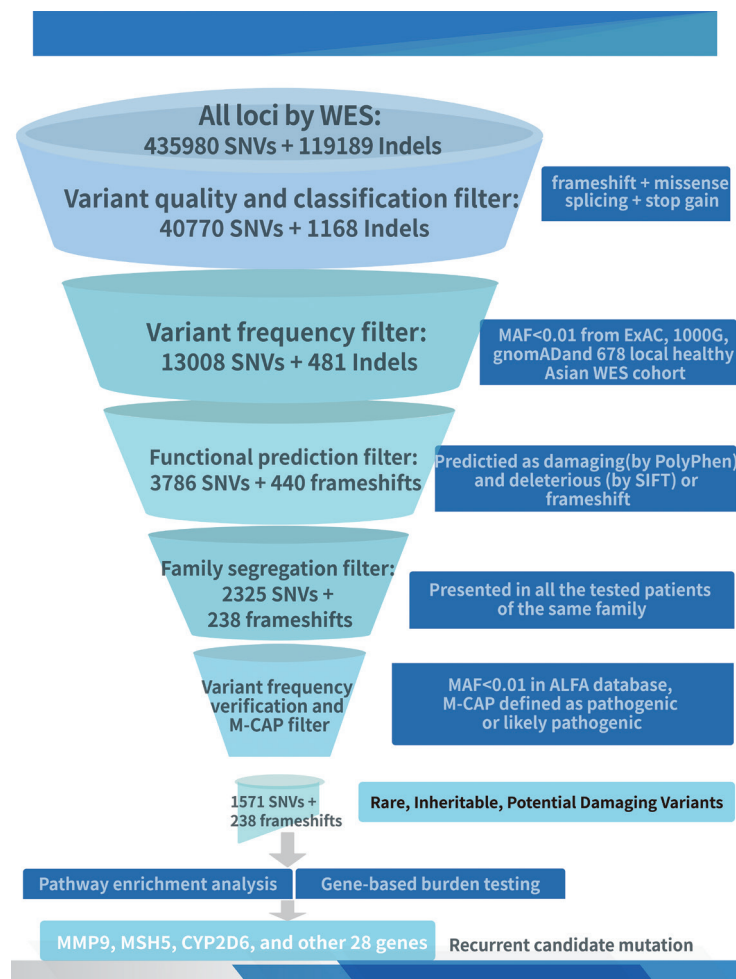 All loci by WES:
435980 SNVs + 119189 Indels
Variant quality and classification filter:
40770 SNVs + 1168 Indels
frameshift + missense
splicing + stop gain
Variant frequency filter:
13008 SNVs + 481 Indels
MAF<0.01 from ExAC, 1000G,
gnomADand 678 local healthy
Asian WES cohort
Functional prediction filter:
3786 SNVs + 440 frameshifts
Predictied as damaging(by PolyPhen)
and deleterious (by SIFT) or
frameshift
Family segregation filter:
2325 SNVs +
238 frameshifts
Presented in all the tested patients
of the same family
Variant frequency
verification and
M-CAP filter
MAF<0.01 in ALFA database,
M-CAP defined as pathogenic
or likely pathogenic
1571 SNVs +
238 frameshifts
Rare, Inheritable, Potential Damaging Variants
Pathway enrichment analysis
Gene-based burden testing
MMP9, MSH5, CYP2D6, and other 28 genes
Recurrent candidate mutation